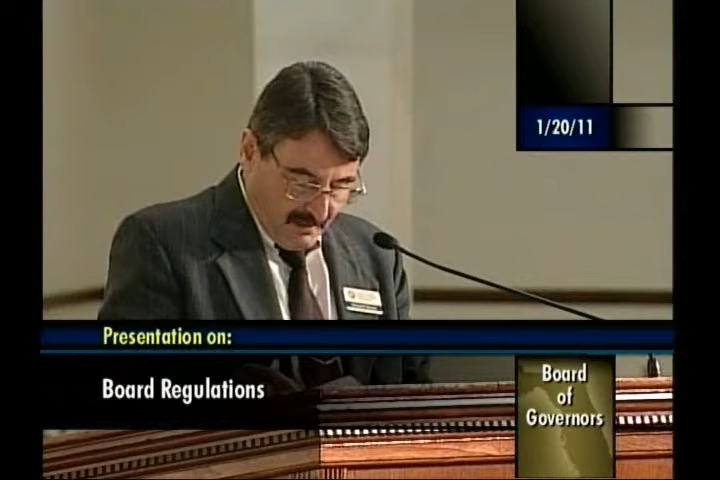 1/20/11
Presentation on:
Board Regulations
Board
of
Governors